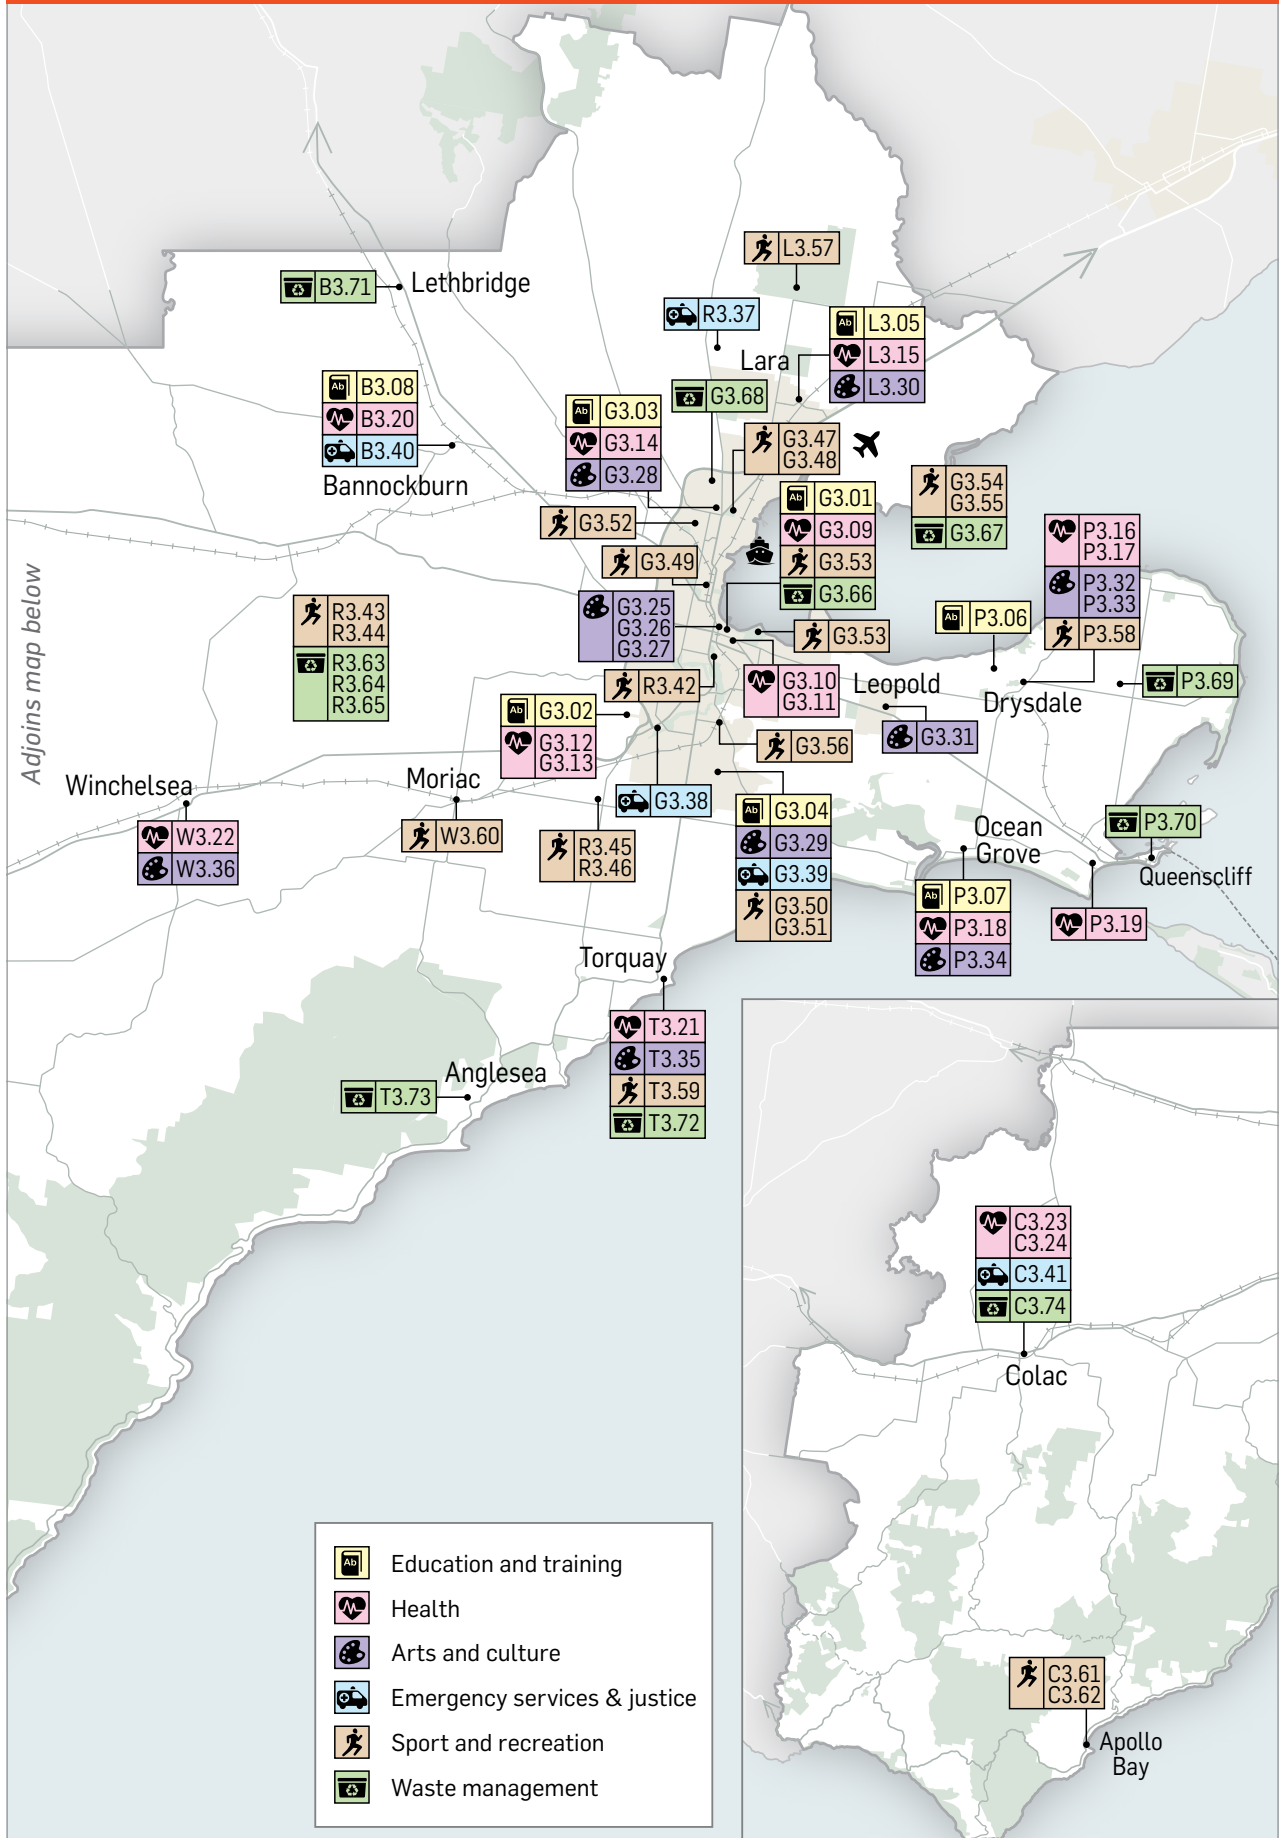 L3.57
B3.71
Lethbridge
R3.37
Ab
L3.05
L3.15
L3.30
Lara
Ab
B3.08
B3.20
B3.40
Bannockburn
G3.68
Ab
G3.03
G3.14
G3.28
G3.47
G3.48
G3.52
Ab
G3.01
G3.09
G3.53
G3.66
G3.54
G3.55
G3.67
P3.16
P3.17
P3.32
P3.33
P3.58
G3.49
Adjoins map below
R3.43
R3.44
R3.63
R3.64
R3.65
G3.25
G3.26
G3.27
G3.53
Ab
P3.06
R3.42
G3.10
G3.11
Leopold
G3.31
Drysdale
P3.69
Ab
G3.02
G3.12
G3.13
G3.56
Winchelsea
W3.22
W3.36
Moriac
W3.60
G3.38
R3.45
R3.46
Ab
G3.04
G3.29
G3.39
G3.50
G3.51
Ocean
Grove
Ab
P3.07
P3.18
P3.34
P3.70
Queenscliff
P3.19
Torquay
T3.21
T3.35
T3.59
T3.72
Anglesea
T3.73
C3.23
C3.24
C3.41
C3.74
Colac
C3.61
C3.62
Apollo
Bay
Ab
Education and training
Health
Arts and culture
Emergency services & justice
Sport and recreation
Waste management